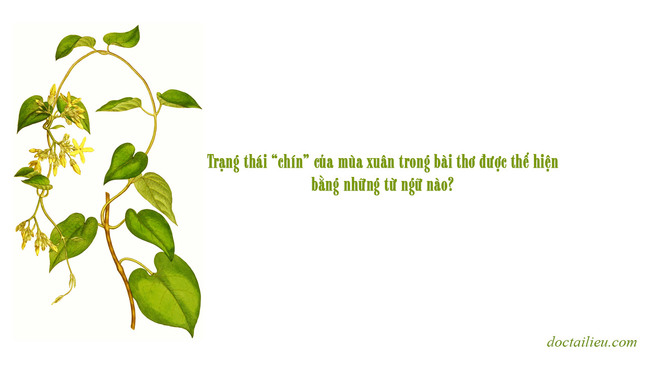 Trạng thái “chín” của mùa xuân trong bài thơ được thể hiện
bằng những từ ngữ nào?
doctailieu.com